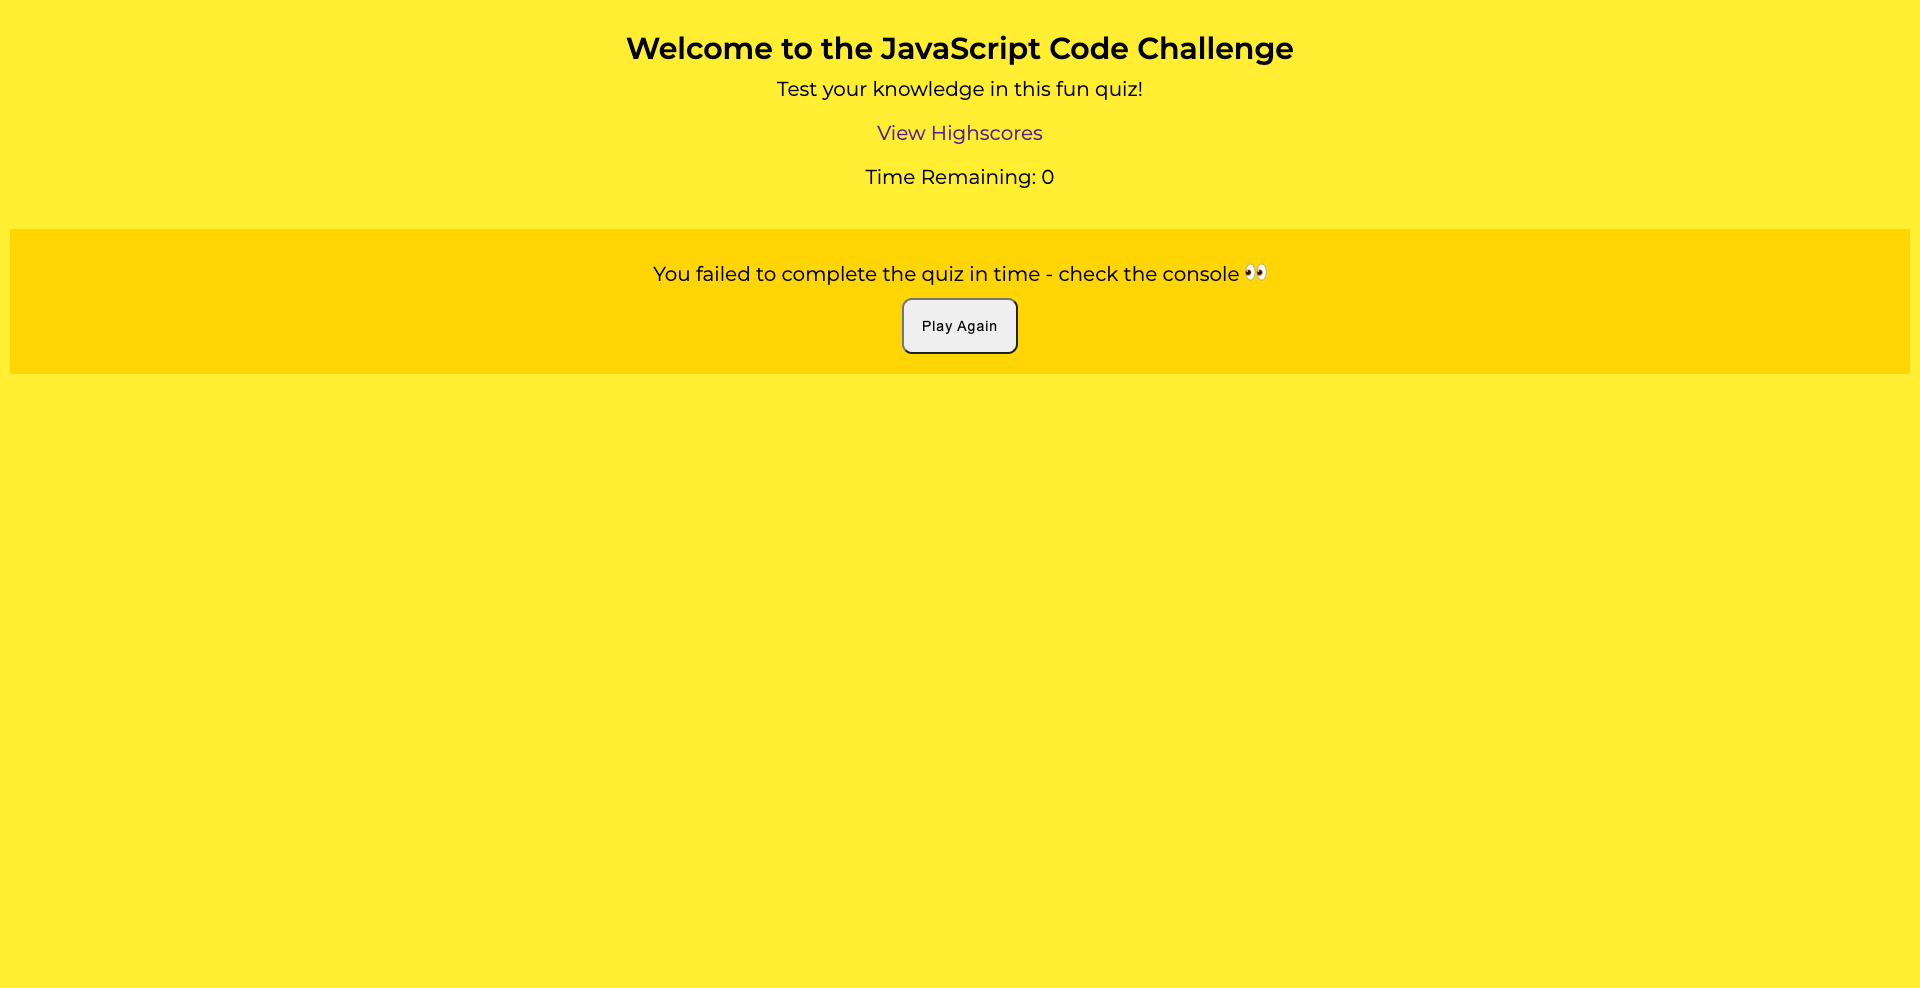 Welcome to the JavaScript Code Challenge
Test your knowledge in this fun quiz!
View Highscores
Time Remaining: 0
You failed to complete the quiz in time - check the console 👀
Play Again